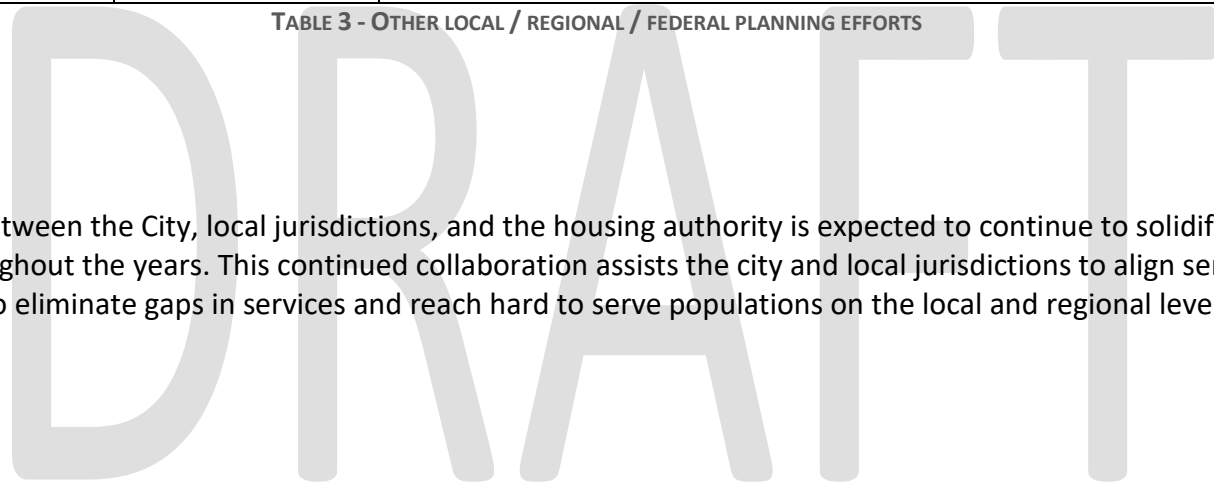 TABLE 3 - OTHER LOCAL / REGIONAL / FEDERAL PLANNING EFFORTS
DRAFT
tween the City, local jurisdictions, and the housing authority is expected to continue to solidif
ghout the years. This continued collaboration assists the city and local jurisdictions to align ser
o eliminate gaps in services and reach hard to serve populations on the local and regional leve